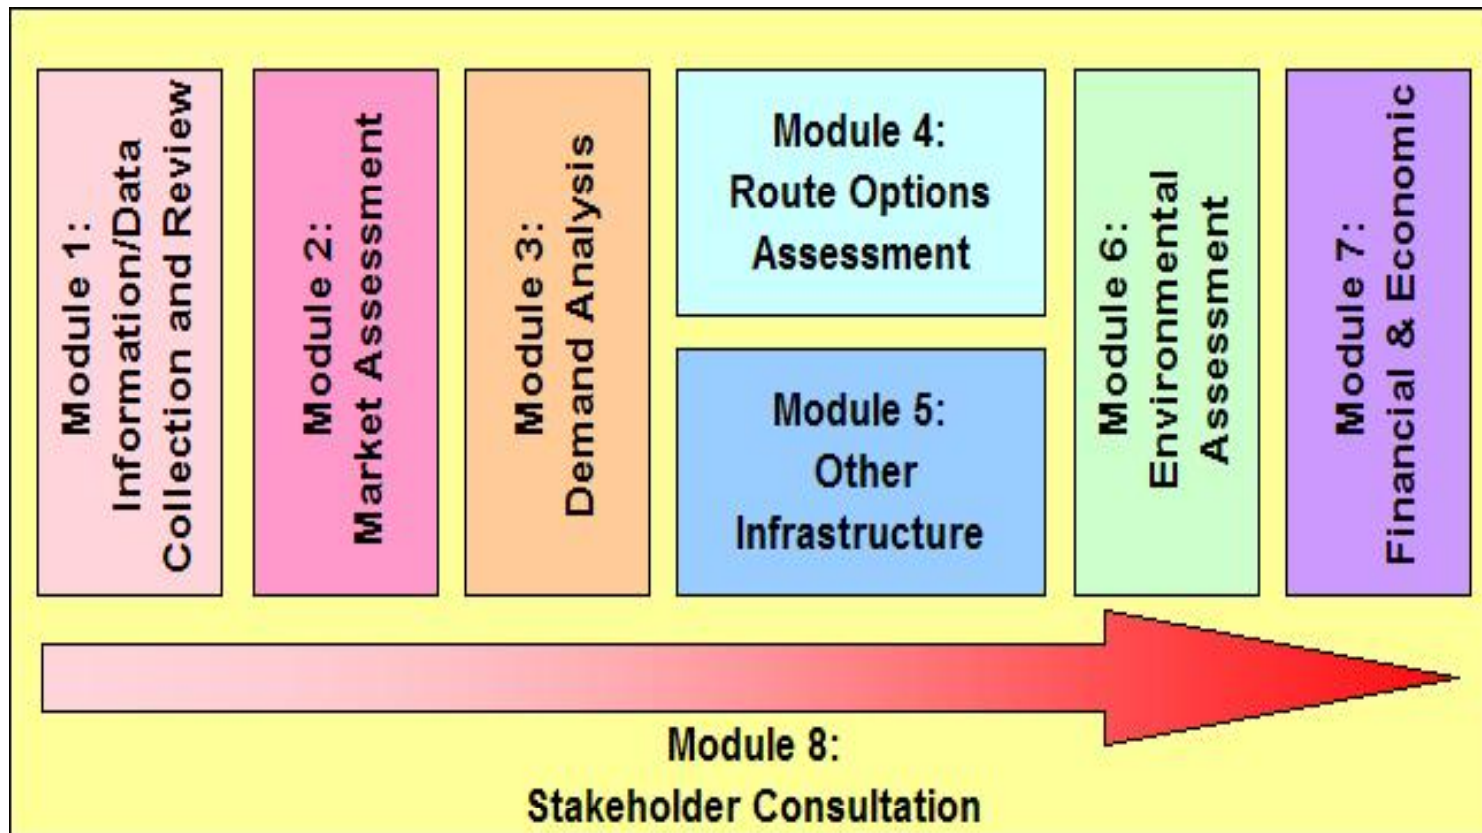 Module 1:
Information/Data
Collection and Review
Module 2:
Market Assessment
Module 3:
Demand Analysis
Module 4:
Route Options
Assessment
Module 5:
Other
Infrastructure
Module 6:
Environmental
Assessment
Module 7:
Financial & Economic
Module 8:
Stakeholder Consultation